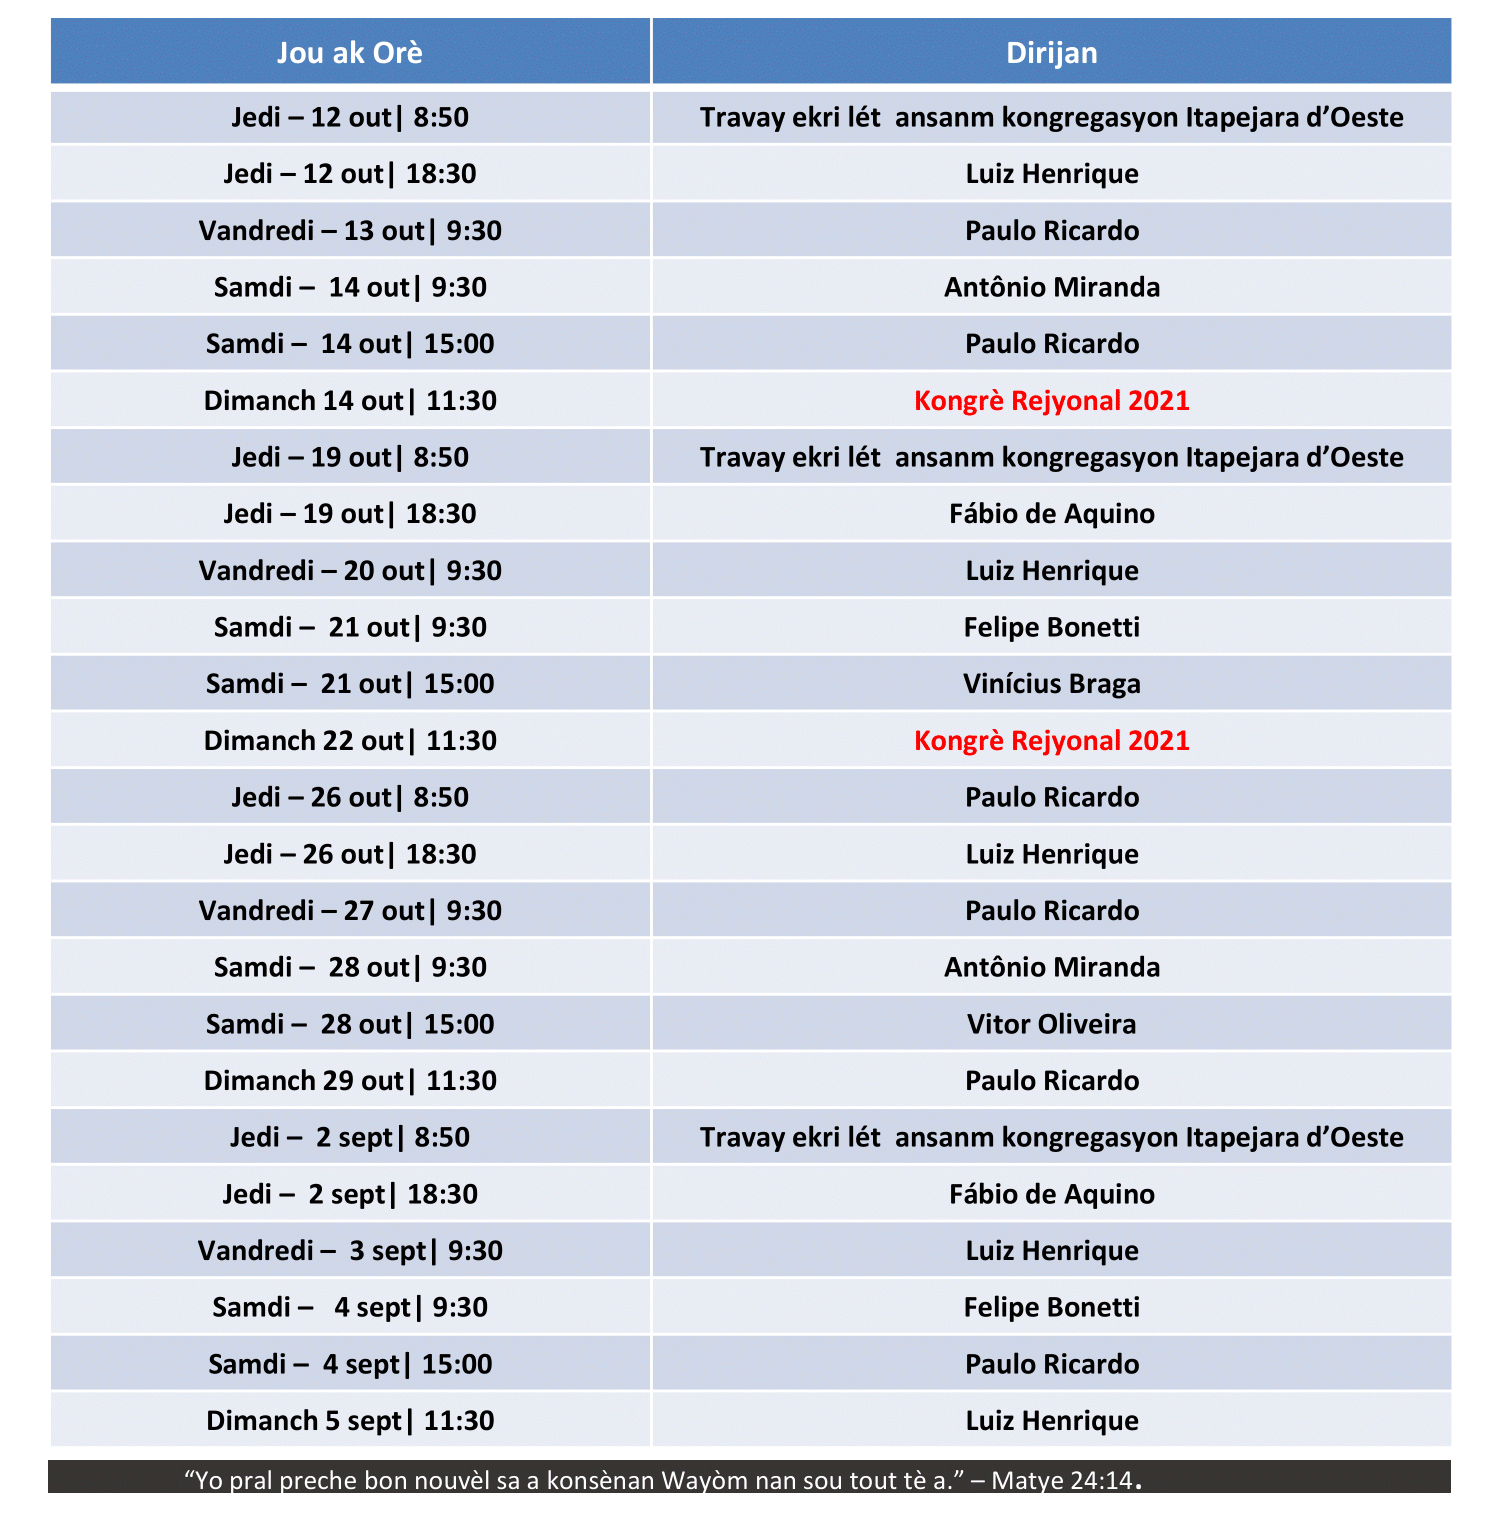 Jou ak Orè Dirijan
Jedi – 12 out| 8:50 Travay ekri lét ansanm kongregasyon Itapejara d’Oeste
Jedi – 12 out| 18:30 Luiz Henrique
Vandredi – 13 out| 9:30 Paulo Ricardo
Samdi – 14 out| 9:30 Antônio Miranda
Samdi – 14 out| 15:00 Paulo Ricardo
Dimanch 14 out| 11:30 Kongrè Rejyonal 2021
Jedi – 19 out| 8:50 Travay ekri lét ansanm kongregasyon Itapejara d’Oeste
Jedi – 19 out| 18:30 Fábio de Aquino
Vandredi – 20 out| 9:30 Luiz Henrique
Samdi – 21 out| 9:30 Felipe Bonetti
Samdi – 21 out| 15:00 Vinícius Braga
Dimanch 22 out| 11:30 Kongrè Rejyonal 2021
Jedi – 26 out| 8:50 Paulo Ricardo
Jedi – 26 out| 18:30 Luiz Henrique
Vandredi – 27 out| 9:30 Paulo Ricardo
Samdi – 28 out| 9:30 Antônio Miranda
Samdi – 28 out| 15:00 Vitor Oliveira
Dimanch 29 out| 11:30 Paulo Ricardo
Jedi – 2 sept| 8:50 Travay ekri lét ansanm kongregasyon Itapejara d’Oeste
Jedi – 2 sept| 18:30 Fábio de Aquino
Vandredi – 3 sept| 9:30 Luiz Henrique
Samdi – 4 sept| 9:30 Felipe Bonetti
Samdi – 4 sept| 15:00 Paulo Ricardo
Dimanch 5 sept| 11:30 Luiz Henrique
“Yo pral preche bon nouvèl sa a konsènan Wayòm nan sou tout tè a.” – Matye 24:14.